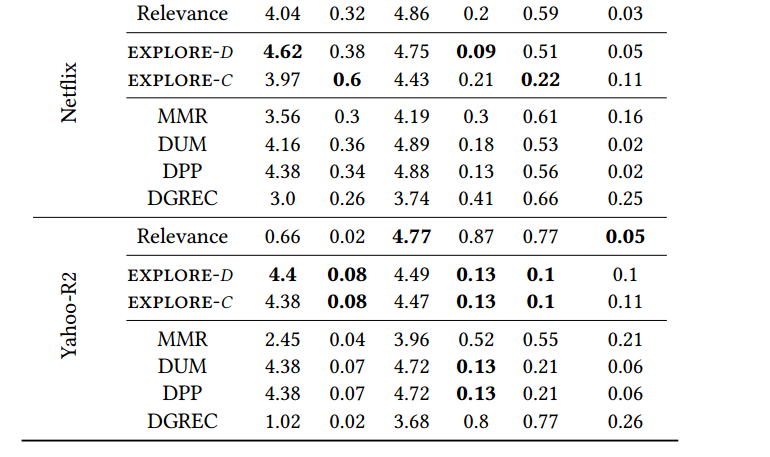 Relevance 4.04 0.32 4.86 0.2 0.59 0.03
EXPLORE-D 4.62 0.38 4.75 0.09 0.51 0.05
EXPLORE-C 3.97 0.6 4.43 0.21 0.22 0.11
Netflix
MMR 3.56 0.3 4.19 0.3 0.61 0.16
DUM 4.16 0.36 4.89 0.18 0.53 0.02
DPP 4.38 0.34 4.88 0.13 0.56 0.02
DGREC 3.0 0.26 3.74 0.41 0.66 0.25
Relevance 0.66 0.02 4.77 0.87 0.77 0.05
EXPLORE-D 4.4 0.08 4.49 0.13 0.1 0.1
EXPLORE-C 4.38 0.08 4.47 0.13 0.1 0.11
Yahoo-R2
MMR 2.45 0.04 3.96 0.52 0.55 0.21
DUM 4.38 0.07 4.72 0.13 0.21 0.06
DPP 4.38 0.07 4.72 0.13 0.21 0.06
DGREC 1.02 0.02 3.68 0.8 0.77 0.26